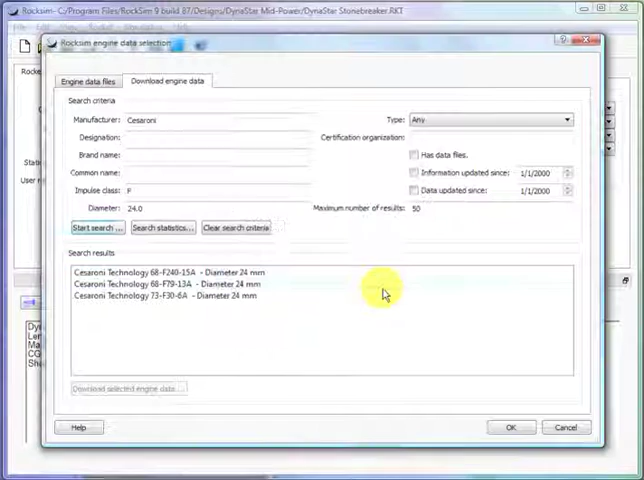 RockSim- C:/Program Files/RockSim 9 build 87/Designs/DynaStar Mid-Power/DynaStar Stonebreaker.RKT
Rocksim engine data selection
Engine data files
Download engine data
Search criteria
Manufacturer: Cesaroni
Type: Any
Designation:
Certification organization:
Brand name:
Has data files.
Common name:
Information updated since: 1/1/2000
Impulse class: F
Data updated since: 1/1/2000
Diameter: 24.0
Maximum number of results: 50
Start search ...
Search statistics...
Clear search criteria
Search results
Cesaroni Technology 68-F240-15A - Diameter 24 mm
Cesaroni Technology 68-F79-13A - Diameter 24 mm
Cesaroni Technology 73-F30-6A - Diameter 24 mm
Download selected engine data...
Help
OK
Cancel
Rocke
Stati
User r
Dyn
Len
Ma
CG
Sha